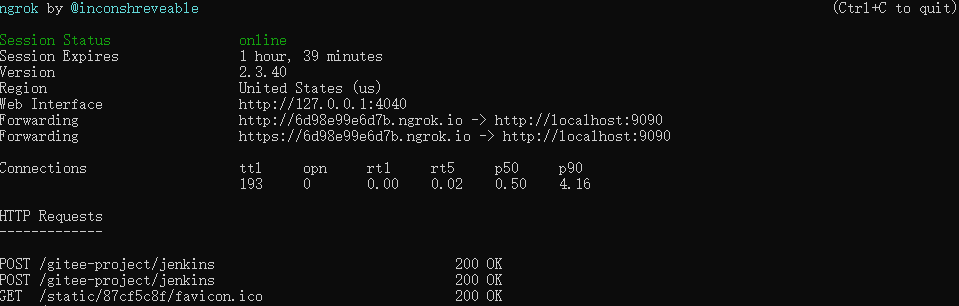 ngrok by @inconshreveable (Ctrl+C to quit)
Session Status online
Session Expires 1 hour, 39 minutes
Version 2.3.40
Region United States (us)
Web Interface http://127.0.0.1:4040
Forwarding http://6d98e99e6d7b.ngrok.io -> http://localhost:9090
Forwarding https://6d98e99e6d7b.ngrok.io -> http://localhost:9090
Connections ttl opn rt1 rt5 p50 p90
193 0 0.00 0.02 0.50 4.16
HTTP Requests
-------------
POST /gitee-project/jenkins 200 OK
POST /gitee-project/jenkins 200 OK
GET /static/87cf5c8f/favicon.ico 200 OK